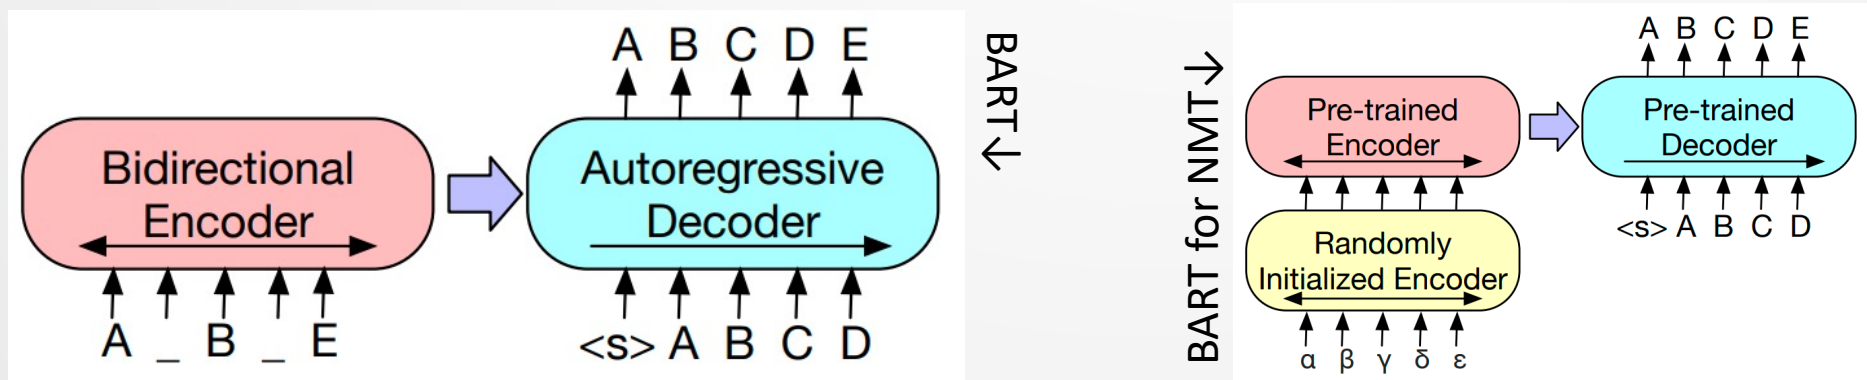 A B C D E
Bidirectional
Encoder
Autoregressive
Decoder
A _ B _ E
<s> A B C D
BART↓
BART for NMT↓
A B C D E
Pre-trained
Encoder
Pre-trained
Decoder
<s> A B C D
Randomly
Initialized Encoder
α β γ δ ε